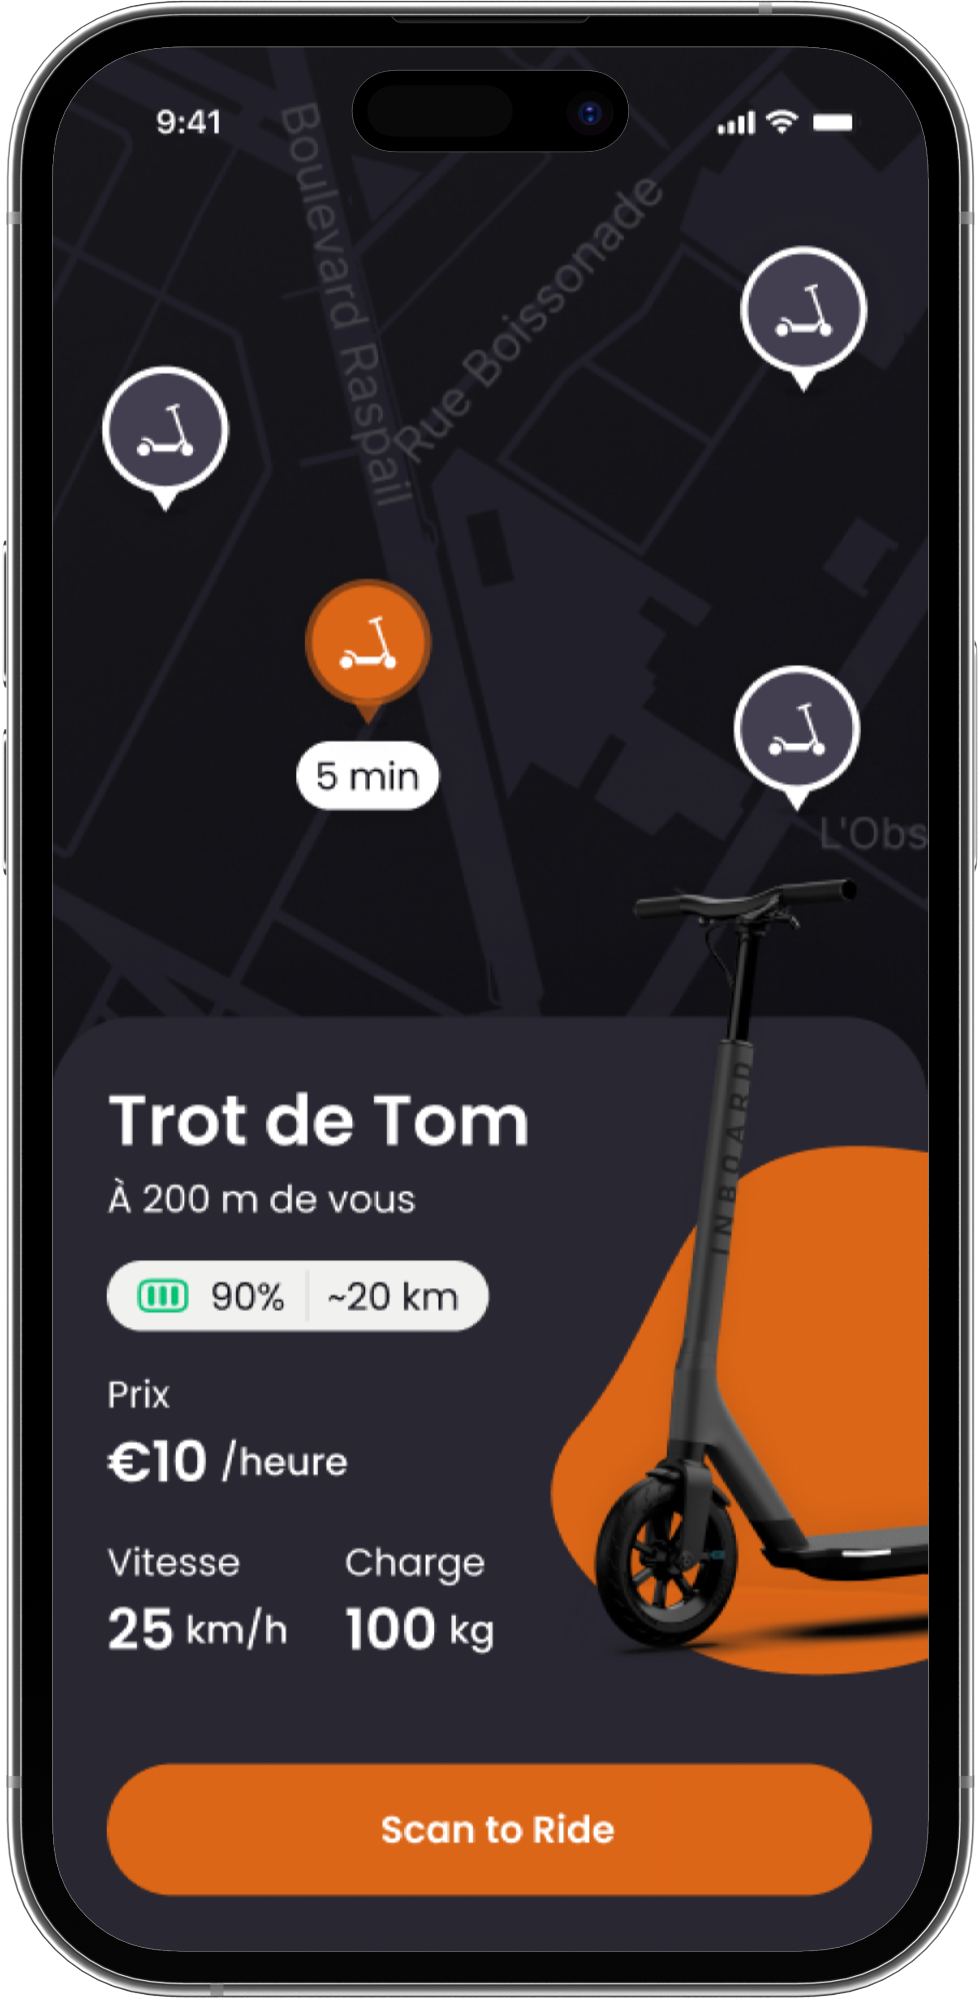 9:41
Boulevard Raspail
Rue Boissonade
5 min
L'Obs
INBOARD
Trot de Tom
À 200 m de vous
90% ~20 km
Prix
€10 /heure
Vitesse Charge
25 km/h 100 kg
Scan to Ride